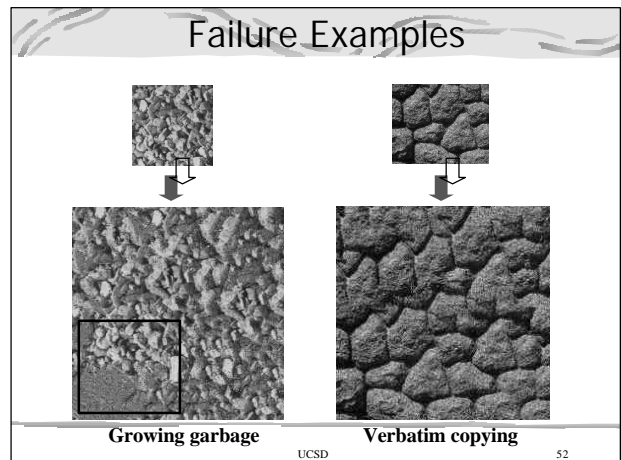 Failure Examples
Growing garbage
Verbatim copying
UCSD
52